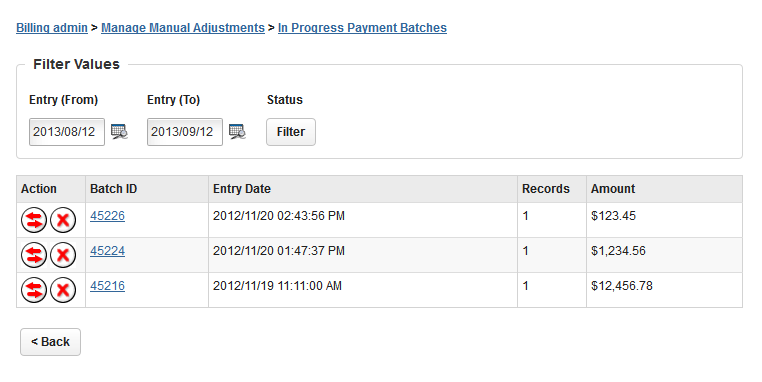 Billing admin > Manage Manual Adjustments > In Progress Payment Batches
Filter Values
Entry (From) Entry (To) Status
2013/08/12 2013/09/12 Filter
Action Batch ID Entry Date Records Amount
45226 2012/11/20 02:43:56 PM 1 $123.45
45224 2012/11/20 01:47:37 PM 1 $1,234.56
45216 2012/11/19 11:11:00 AM 1 $12,456.78
< Back